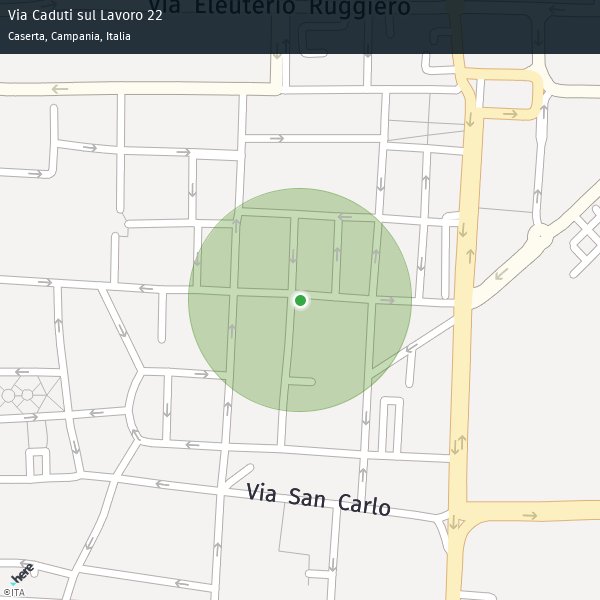 Via Caduti sul Lavoro 22
Caserta, Campania, Italia
Via Eleuterio Ruggiero
Via San Carlo
here
©ITA